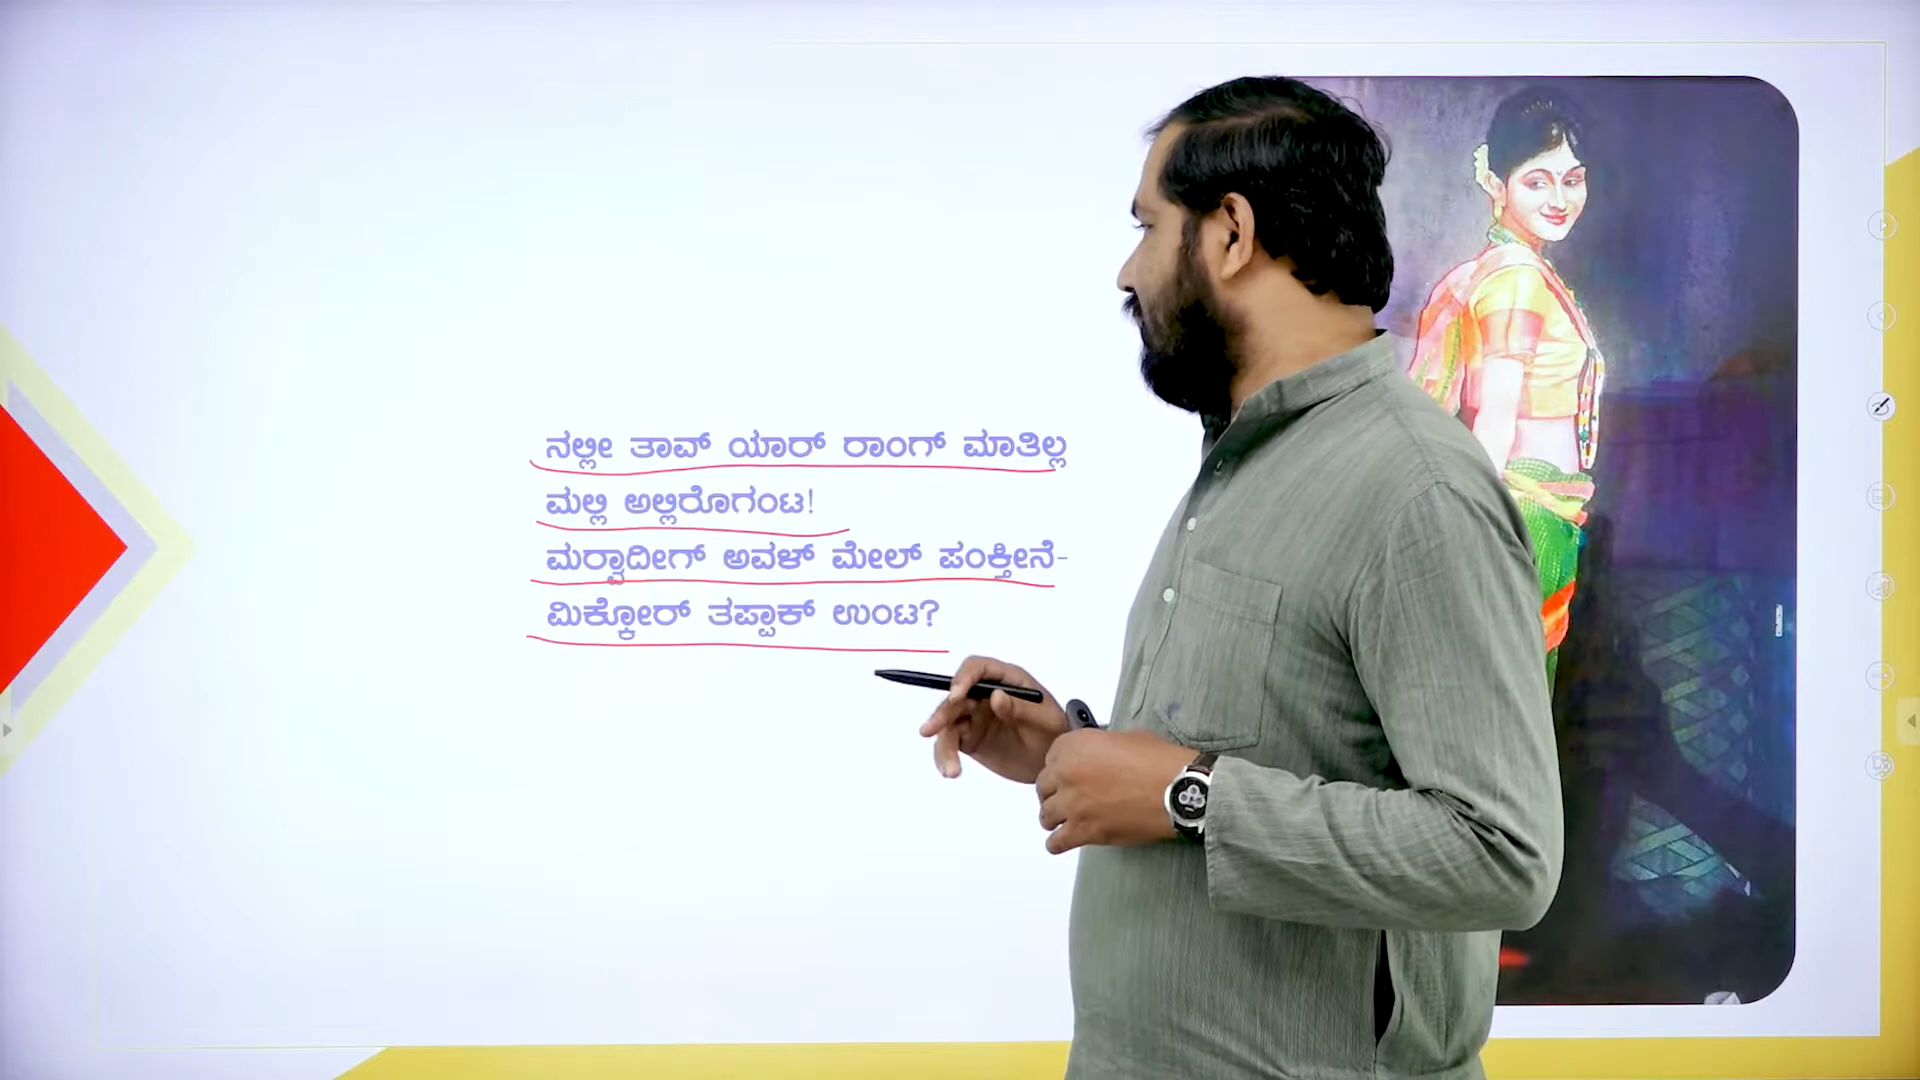 ನಲ್ಲೀ ತಾವ್ ಯಾರ್ ರಾಂಗ್ ಮಾತಿಲ್ಲ
ಮಲ್ಲಿ ಅಲ್ಲಿರೊಗಂಟ!
ಮರ‍್ವಾದೀಗ್ ಅವಳ್ ಮೇಲ್ ಪಂಕ್ತೀನೆ-
ಮಿಕ್ಕೋರ್ ತಪ್ಪಾಕ್ ಉಂಟ?